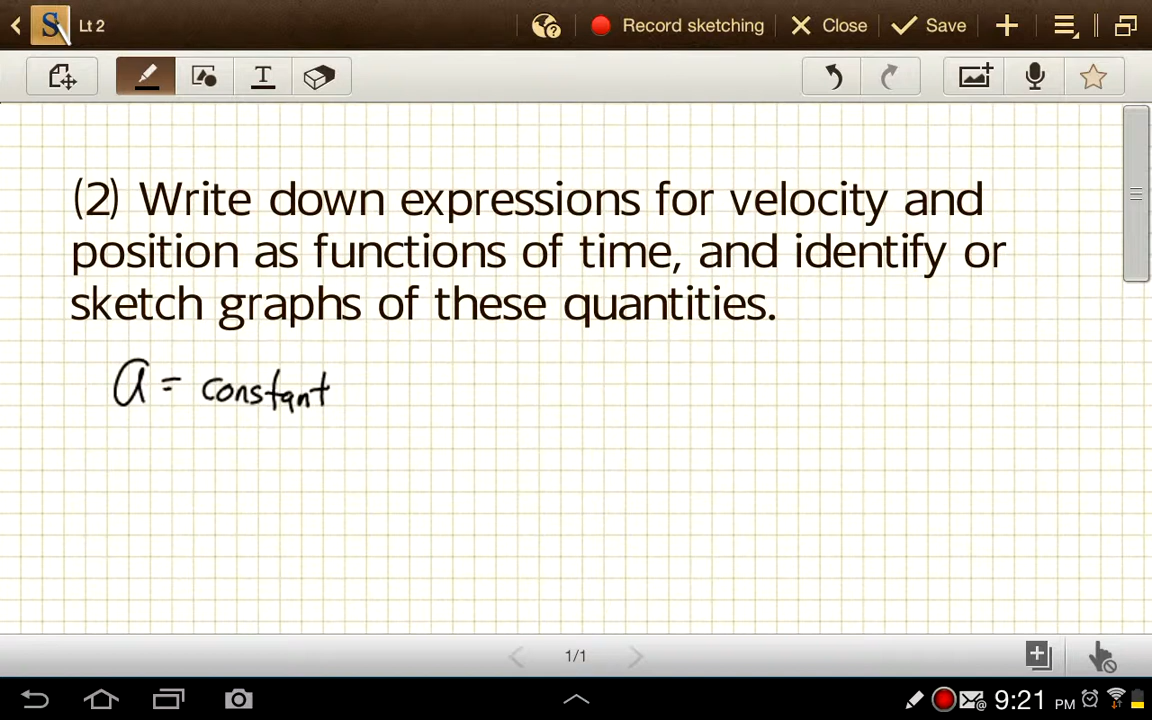 S Lt 2 Record sketching Close Save
T
(2) Write down expressions for velocity and
position as functions of time, and identify or
sketch graphs of these quantities.
a = constant
1/1
9:21 PM